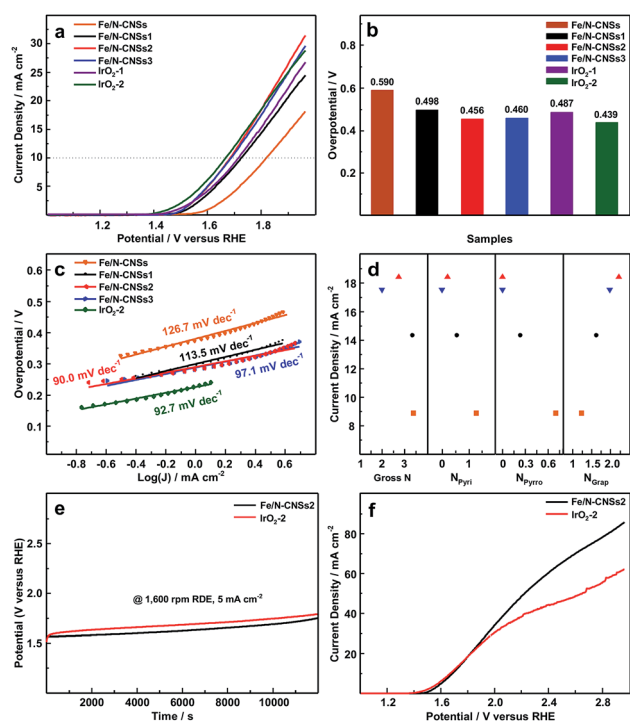 a
Fe/N-CNSs
Fe/N-CNSs1
Fe/N-CNSs2
Fe/N-CNSs3
IrO₂-1
IrO₂-2
Current Density / mA cm⁻²
30
25
20
15
10
5
1.2 1.4 1.6 1.8
Potential / V versus RHE
b
Fe/N-CNSs
Fe/N-CNSs1
Fe/N-CNSs2
Fe/N-CNSs3
IrO₂-1
IrO₂-2
Overpotential / V
0.8
0.6
0.4
0.2
0.590
0.498
0.456
0.460
0.487
0.439
Samples
c
Fe/N-CNSs
Fe/N-CNSs1
Fe/N-CNSs2
Fe/N-CNSs3
IrO₂-2
Overpotential / V
0.6
0.5
0.4
0.3
0.2
0.1
126.7 mV dec⁻¹
113.5 mV dec⁻¹
90.0 mV dec⁻¹
97.1 mV dec⁻¹
92.7 mV dec⁻¹
-1.0 -0.8 -0.6 -0.4 -0.2 0.0 0.2 0.4 0.6 0.8
Log(J) / mA cm⁻²
d
Current Density / mA cm⁻²
18
16
14
12
10
8
6
1 2 3 0 1 0 0.3 0.6 1 1.5 2.0
Gross N N_Pyri N_Pyrro N_Grap
e
Fe/N-CNSs2
IrO₂-2
Potential (V versus RHE)
2.5
2.0
1.5
@ 1,600 rpm RDE, 5 mA cm⁻²
2000 4000 6000 8000 10000
Time / s
f
Fe/N-CNSs2
IrO₂-2
Current Density / mA cm⁻²
80
60
40
20
0
1.2 1.6 2.0 2.4 2.8
Potential / V versus RHE